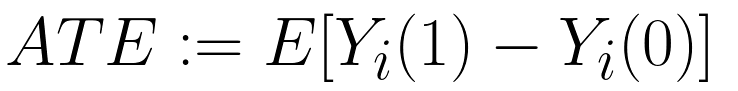 ATE := E[Y_i(1) − Y_i(0)]